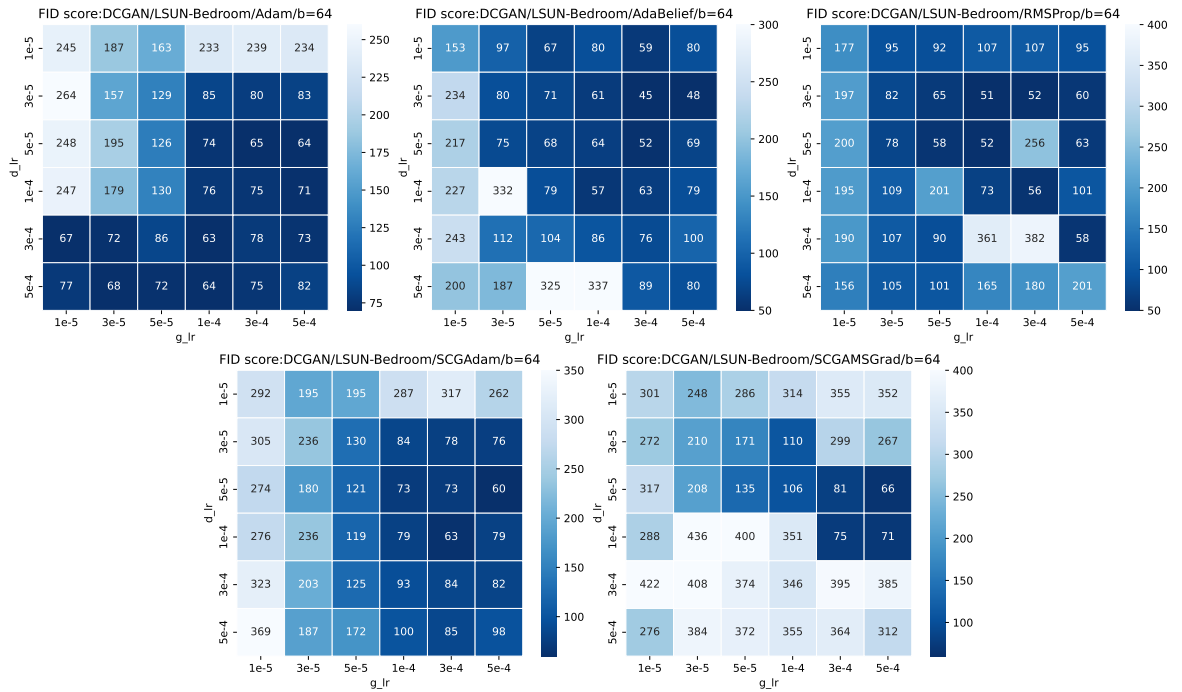 FID score:DCGAN/LSUN-Bedroom/Adam/b=64
1e-5 245 187 163 233 239 234
3e-5 264 157 129 85 80 83
5e-5 248 195 126 74 65 64
1e-4 247 179 130 76 75 71
3e-4 67 72 86 63 78 73
5e-4 77 68 72 64 75 82
1e-5 3e-5 5e-5 1e-4 3e-4 5e-4
g_lr
d_lr
250
225
200
175
150
125
100
75
FID score:DCGAN/LSUN-Bedroom/AdaBelief/b=64
1e-5 153 97 67 80 59 80
3e-5 234 80 71 61 45 48
5e-5 217 75 68 64 52 69
1e-4 227 332 79 57 63 79
3e-4 243 112 104 86 76 100
5e-4 200 187 325 337 89 80
1e-5 3e-5 5e-5 1e-4 3e-4 5e-4
g_lr
d_lr
300
250
200
150
100
50
FID score:DCGAN/LSUN-Bedroom/RMSProp/b=64
1e-5 177 95 92 107 107 95
3e-5 197 82 65 51 52 60
5e-5 200 78 58 52 256 63
1e-4 195 109 201 73 56 101
3e-4 190 107 90 361 382 58
5e-4 156 105 101 165 180 201
1e-5 3e-5 5e-5 1e-4 3e-4 5e-4
g_lr
d_lr
400
350
300
250
200
150
100
50
FID score:DCGAN/LSUN-Bedroom/SCGAdam/b=64
1e-5 292 195 195 287 317 262
3e-5 305 236 130 84 78 76
5e-5 274 180 121 73 73 60
1e-4 276 236 119 79 63 79
3e-4 323 203 125 93 84 82
5e-4 369 187 172 100 85 98
1e-5 3e-5 5e-5 1e-4 3e-4 5e-4
g_lr
d_lr
350
300
250
200
150
100
FID score:DCGAN/LSUN-Bedroom/SCGAMSGrad/b=64
1e-5 301 248 286 314 355 352
3e-5 272 210 171 110 299 267
5e-5 317 208 135 106 81 66
1e-4 288 436 400 351 75 71
3e-4 422 408 374 346 395 385
5e-4 276 384 372 355 364 312
1e-5 3e-5 5e-5 1e-4 3e-4 5e-4
g_lr
d_lr
400
350
300
250
200
150
100